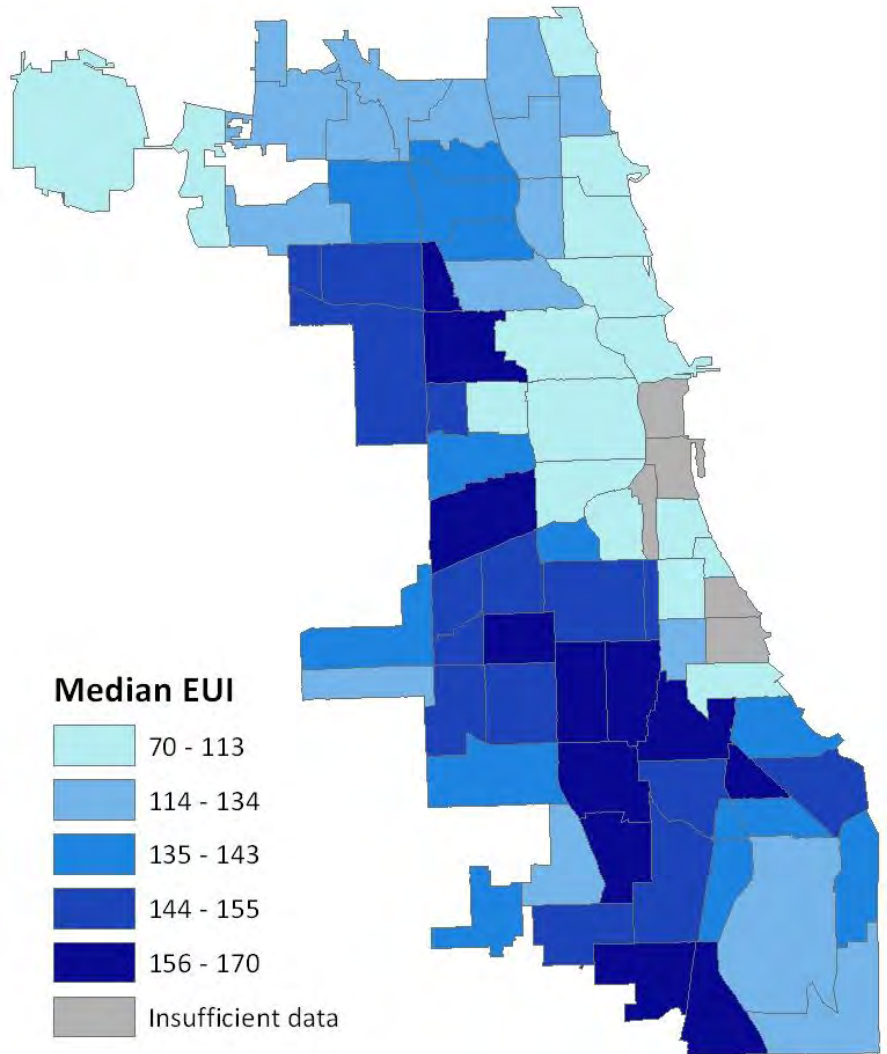 Median EUI
70 - 113
114 - 134
135 - 143
144 - 155
156 - 170
Insufficient data